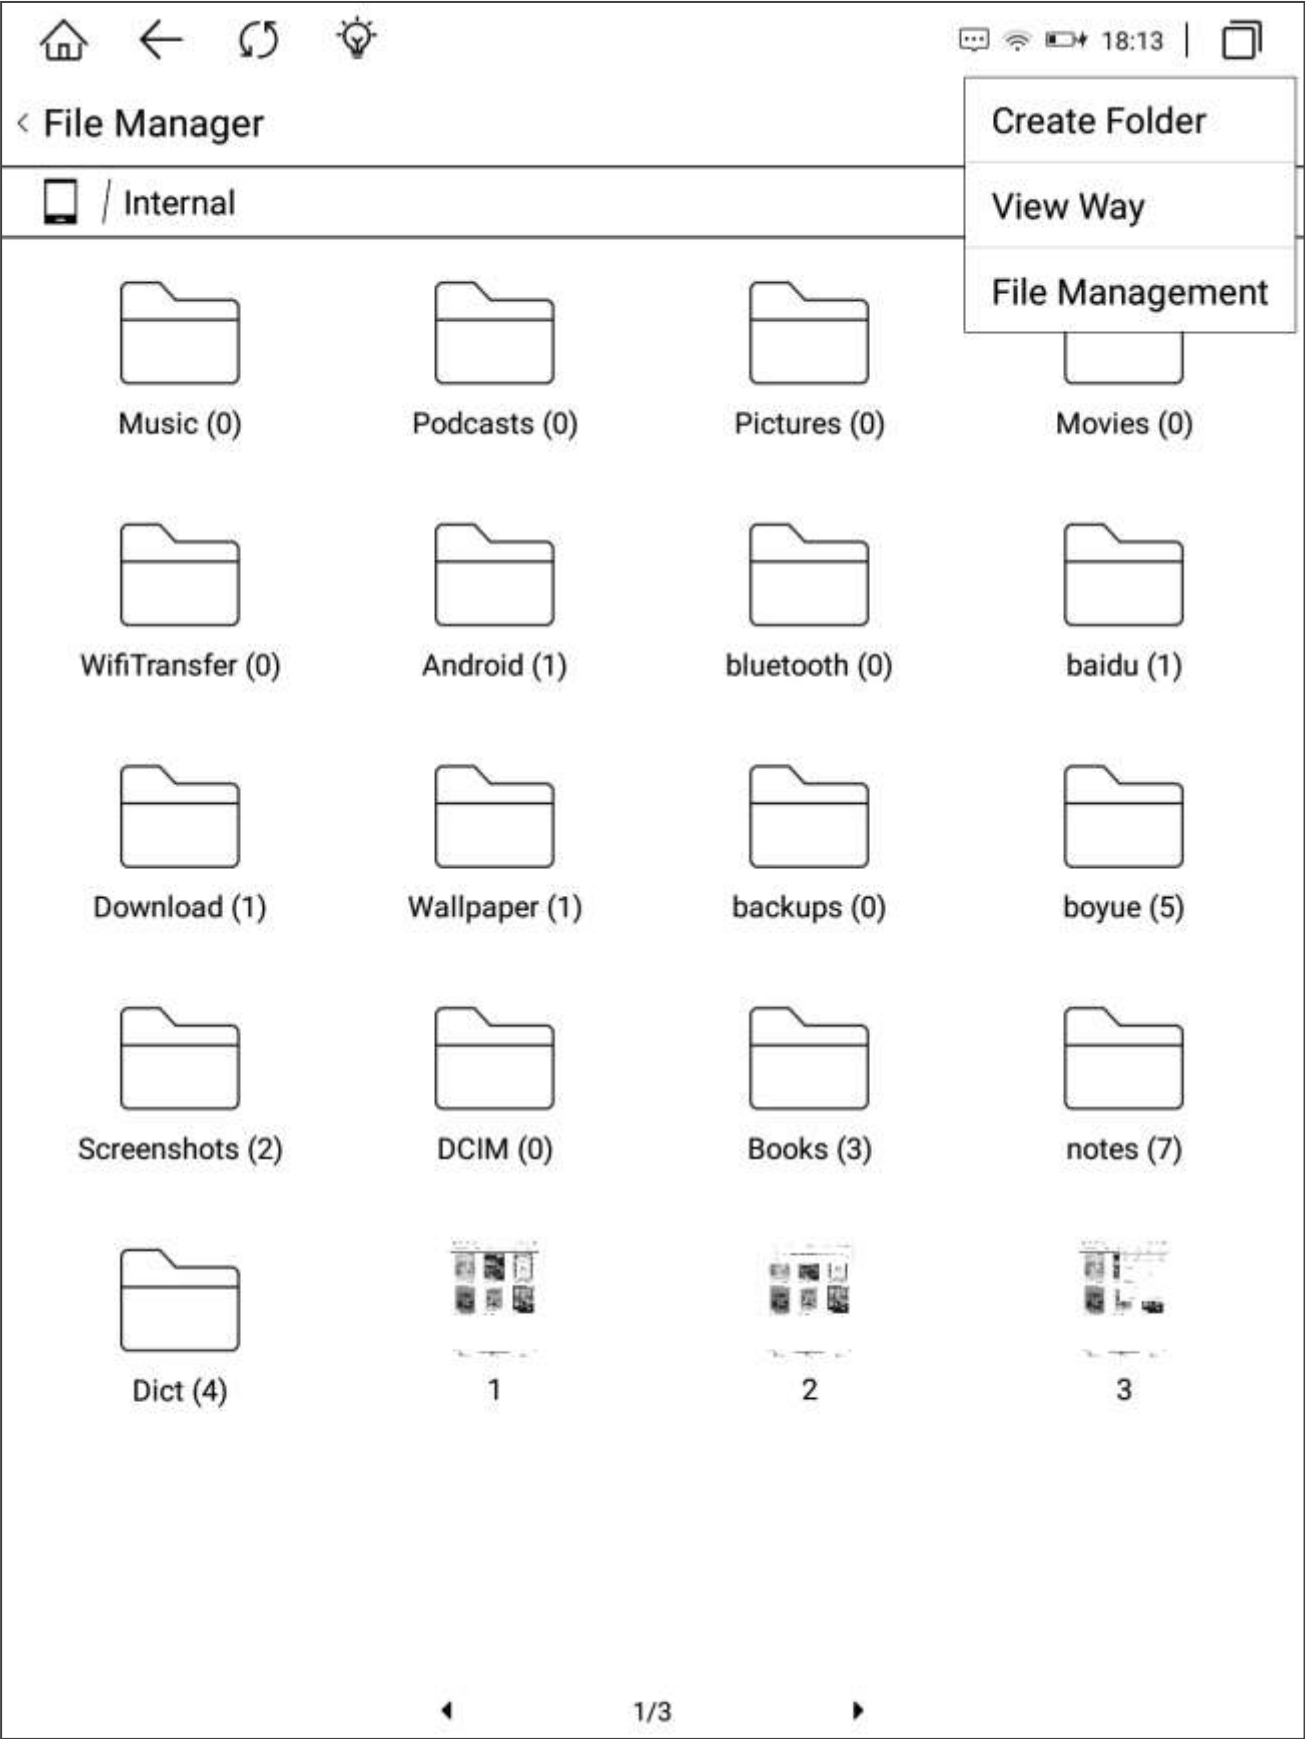 18:13
Create Folder
< File Manager
View Way
/ Internal
File Management
Music (0) Podcasts (0) Pictures (0) Movies (0)
WifiTransfer (0) Android (1) bluetooth (0) baidu (1)
Download (1) Wallpaper (1) backups (0) boyue (5)
Screenshots (2) DCIM (0) Books (3) notes (7)
Dict (4) 1 2 3
1/3